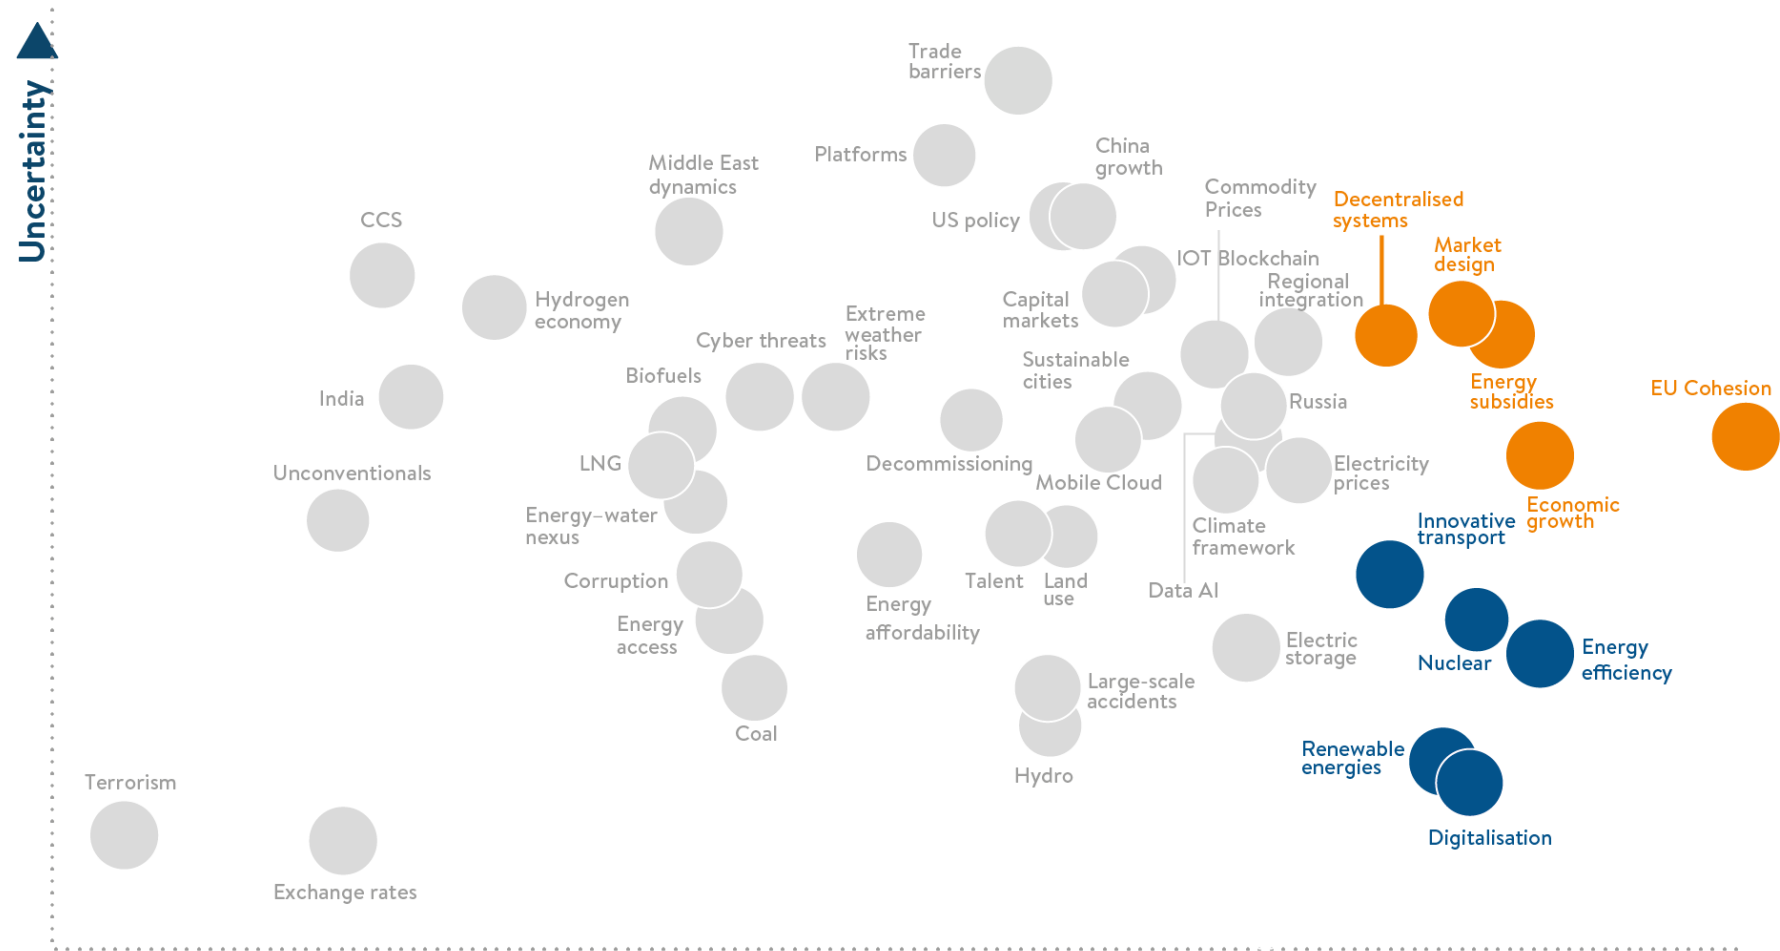 Uncertainty
Trade
barriers
Platforms
China
growth
Middle East
dynamics
Commodity
Prices
Decentralised
systems
CCS
US policy
Market
design
IOT Blockchain
Regional
integration
Hydrogen
economy
Capital
markets
Extreme
weather
risks
Cyber threats
Sustainable
cities
Biofuels
Energy
subsidies
EU Cohesion
India
Russia
LNG
Decommissioning
Electricity
prices
Unconventionals
Mobile Cloud
Economic
growth
Energy–water
nexus
Innovative
transport
Climate
framework
Corruption
Talent
Land
use
Data AI
Energy
affordability
Energy
access
Electric
storage
Nuclear
Energy
efficiency
Large-scale
accidents
Coal
Renewable
energies
Hydro
Terrorism
Digitalisation
Exchange rates